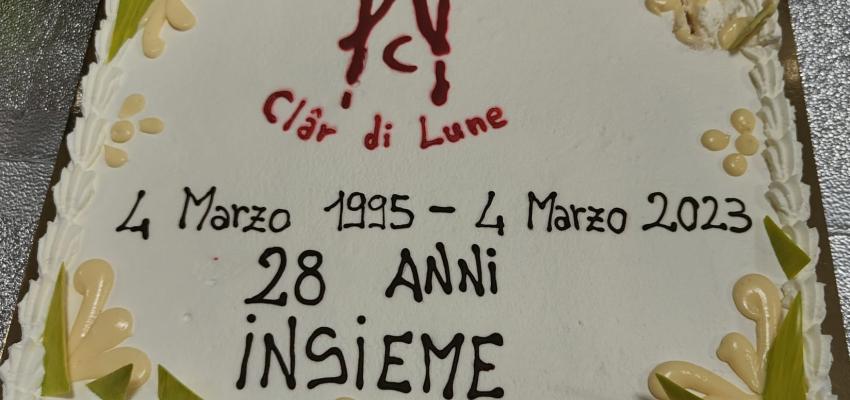 Clâr di Lune
4 Marzo 1995 - 4 Marzo 2023
28 ANNi
iNSiEME